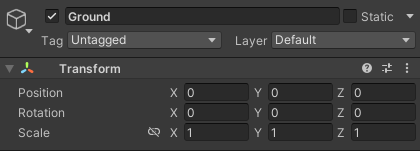 Ground Static
Tag Untagged Layer Default
Transform
Position X 0 Y 0 Z 0
Rotation X 0 Y 0 Z 0
Scale X 1 Y 1 Z 1